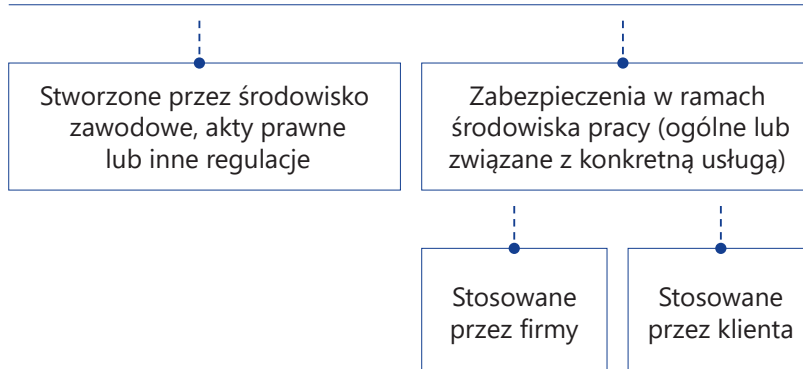 Stworzone przez środowisko
zawodowe, akty prawne
lub inne regulacje
Zabezpieczenia w ramach
środowiska pracy (ogólne lub
związane z konkretną usługą)
Stosowane
przez firmy
Stosowane
przez klienta